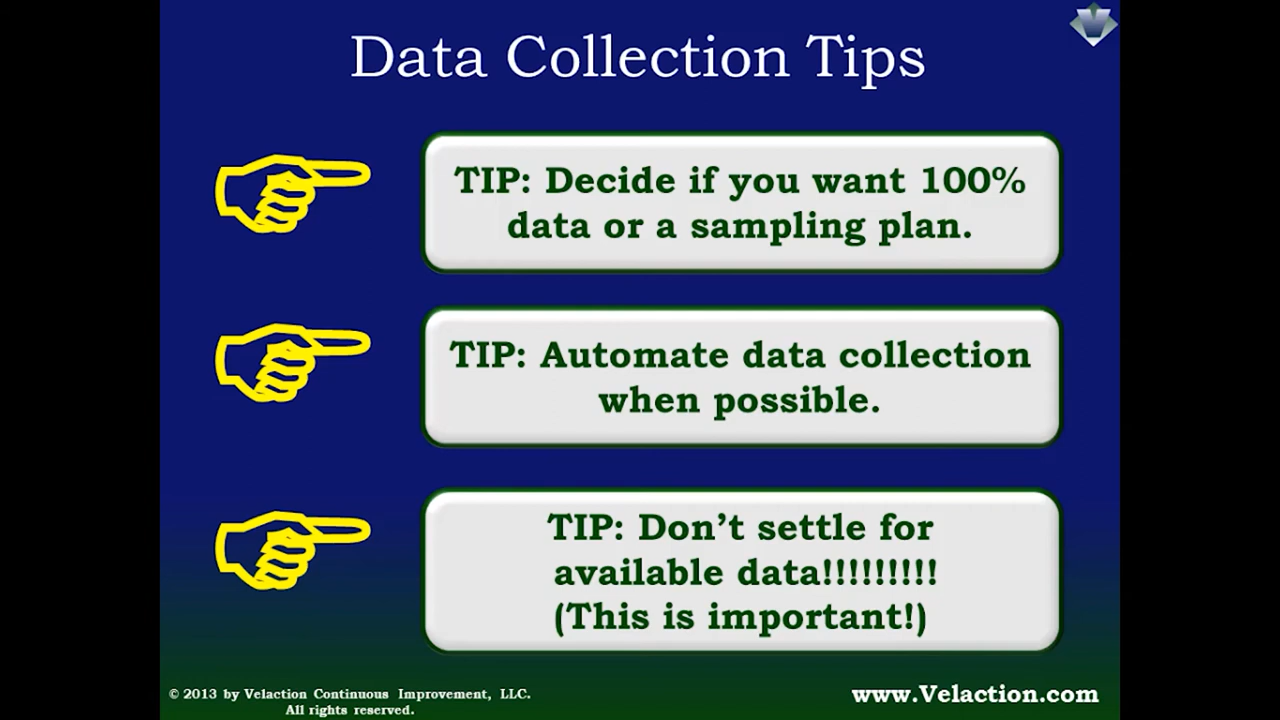 Data Collection Tips
TIP: Decide if you want 100%
data or a sampling plan.
TIP: Automate data collection
when possible.
TIP: Don’t settle for
available data!!!!!!!!!
(This is important!)
© 2013 by Velaction Continuous Improvement, LLC.
All rights reserved.
www.Velaction.com